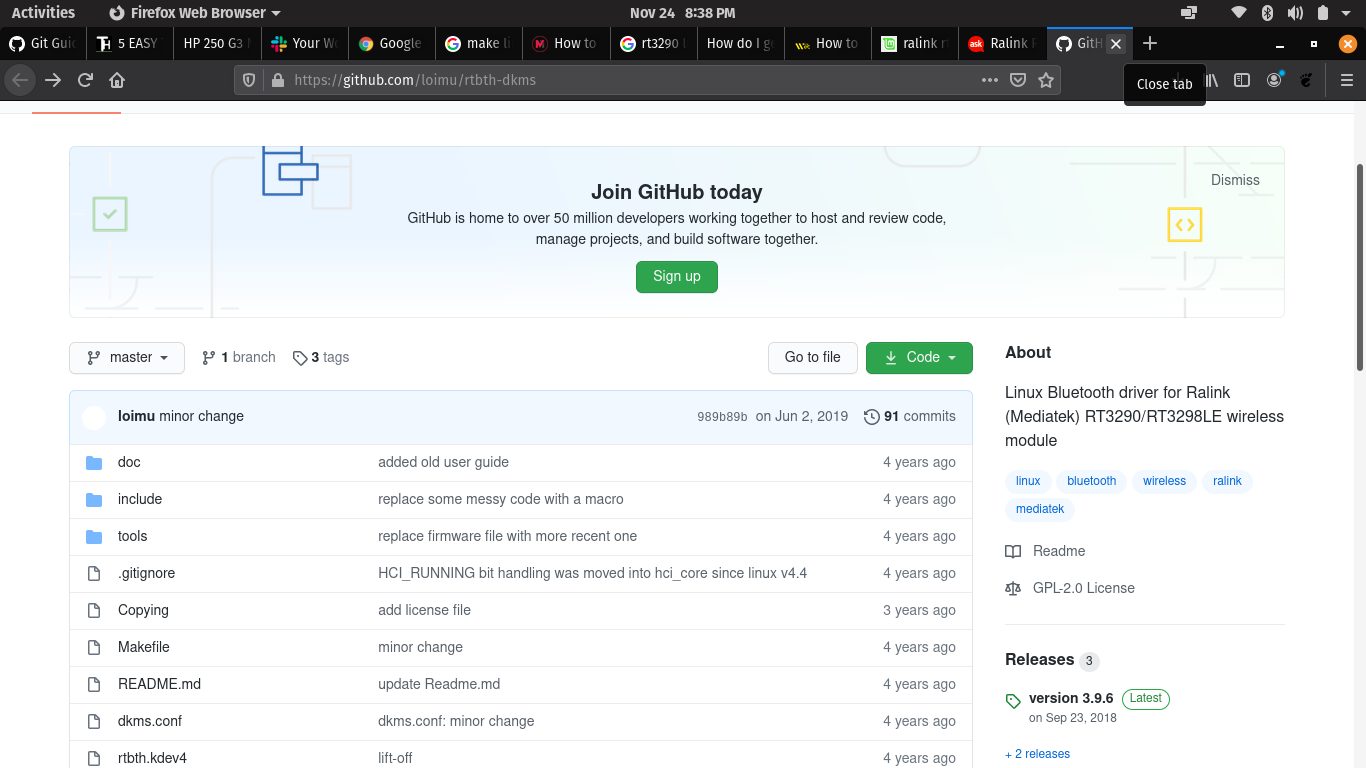 Activities Firefox Web Browser Nov 24 8:38 PM
Git Gui 5 EASY HP 250 G3 Your W Google make li How to rt3290 How do I g How to ralink r Ralink GitH
https://github.com/loimu/rtbth-dkms
Close tab
Join GitHub today
Dismiss
GitHub is home to over 50 million developers working together to host and review code,
manage projects, and build software together.
Sign up
master 1 branch 3 tags Go to file Code
loimu minor change 989b89b on Jun 2, 2019 91 commits
doc added old user guide 4 years ago
include replace some messy code with a macro 4 years ago
tools replace firmware file with more recent one 4 years ago
.gitignore HCI_RUNNING bit handling was moved into hci_core since linux v4.4 4 years ago
Copying add license file 3 years ago
Makefile minor change 4 years ago
README.md update Readme.md 4 years ago
dkms.conf dkms.conf: minor change 4 years ago
rtbth.kdev4 lift-off 4 years ago
About
Linux Bluetooth driver for Ralink
(Mediatek) RT3290/RT3298LE wireless
module
linux bluetooth wireless ralink
mediatek
Readme
GPL-2.0 License
Releases 3
version 3.9.6 Latest
on Sep 23, 2018
+ 2 releases